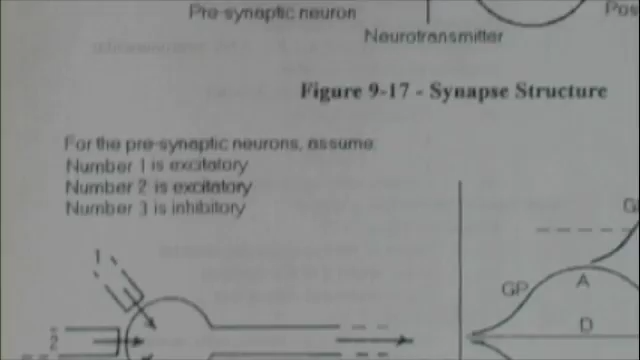 Pre-synaptic neuron
Neurotransmitter
Figure 9-17 - Synapse Structure
For the pre-synaptic neurons, assume:
Number 1 is excitatory
Number 2 is excitatory
Number 3 is inhibitory
1
GP
A
D
2